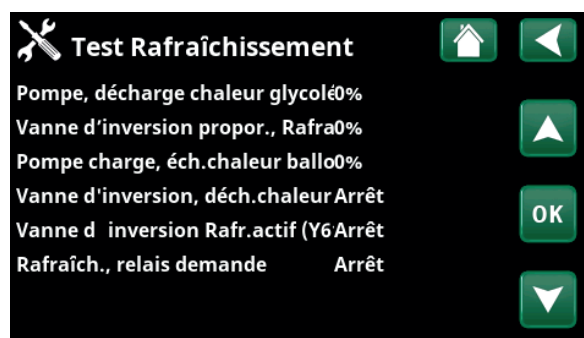 Test Rafraîchissement
Pompe, décharge chaleur glycolé0%
Vanne d'inversion propor., Rafra0%
Pompe charge, éch.chaleur ballo0%
Vanne d'inversion, déch.chaleur Arrêt
Vanne d inversion Rafr.actif (Y6 Arrêt
Rafraîch., relais demande Arrêt
OK